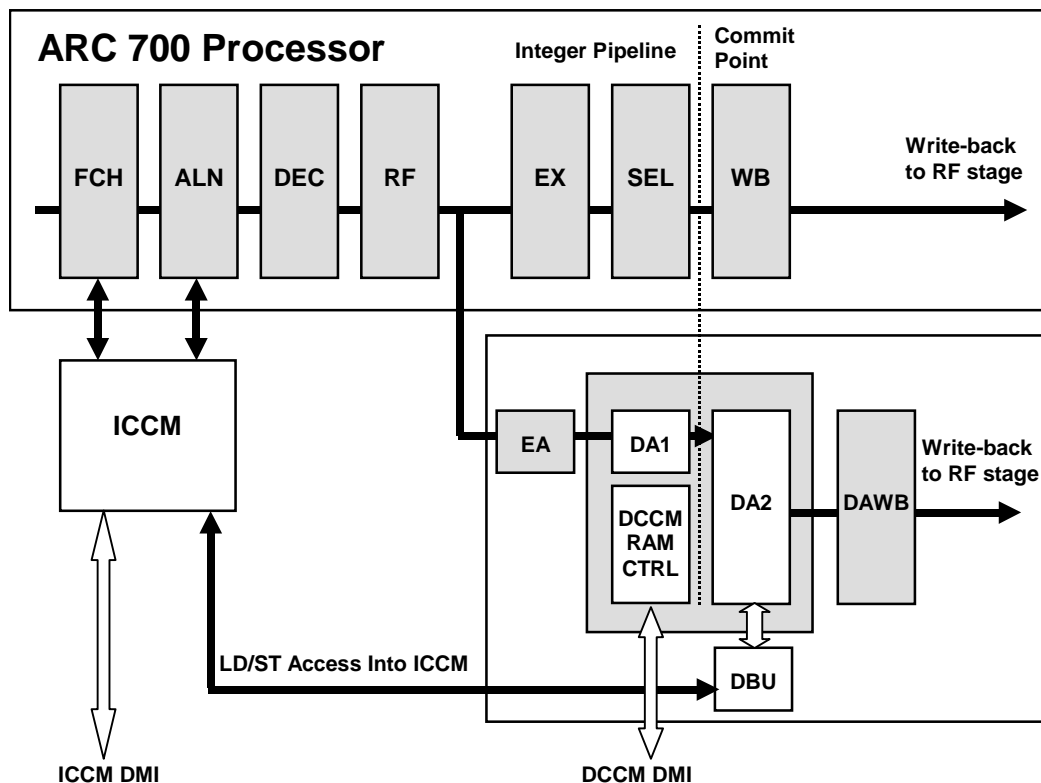 ARC 700 Processor
Integer Pipeline
Commit
Point
FCH
ALN
DEC
RF
EX
SEL
WB
Write-back
to RF stage
ICCM
EA
DA1
DA2
DAWB
Write-back
to RF stage
DCCM
RAM
CTRL
LD/ST Access Into ICCM
DBU
ICCM DMI
DCCM DMI